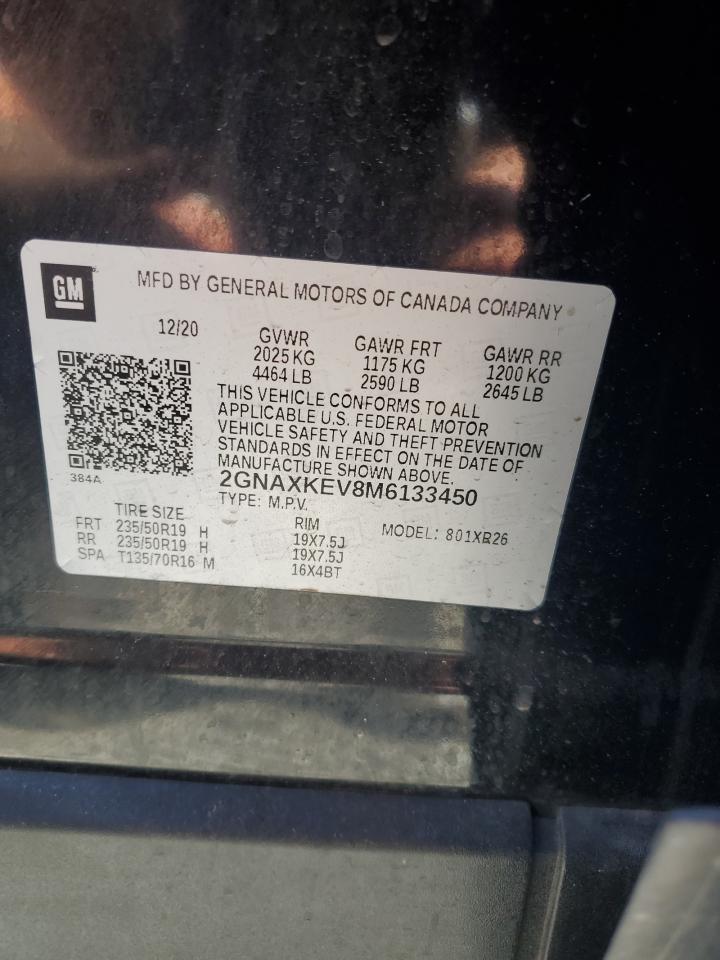 GM
MFD BY GENERAL MOTORS OF CANADA COMPANY
12/20
GVWR
2025 KG
4464 LB
GAWR FRT
1175 KG
2590 LB
GAWR RR
1200 KG
2645 LB
THIS VEHICLE CONFORMS TO ALL
APPLICABLE U.S. FEDERAL MOTOR
VEHICLE SAFETY AND THEFT PREVENTION
STANDARDS IN EFFECT ON THE DATE OF
MANUFACTURE SHOWN ABOVE.
384A
2GNAXKEV8M6133450
TYPE: M.P.V.
TIRE SIZE RIM
FRT 235/50R19 H 19X7.5J
RR 235/50R19 H 19X7.5J
SPA T135/70R16 M 16X4BT
MODEL: 801XR26